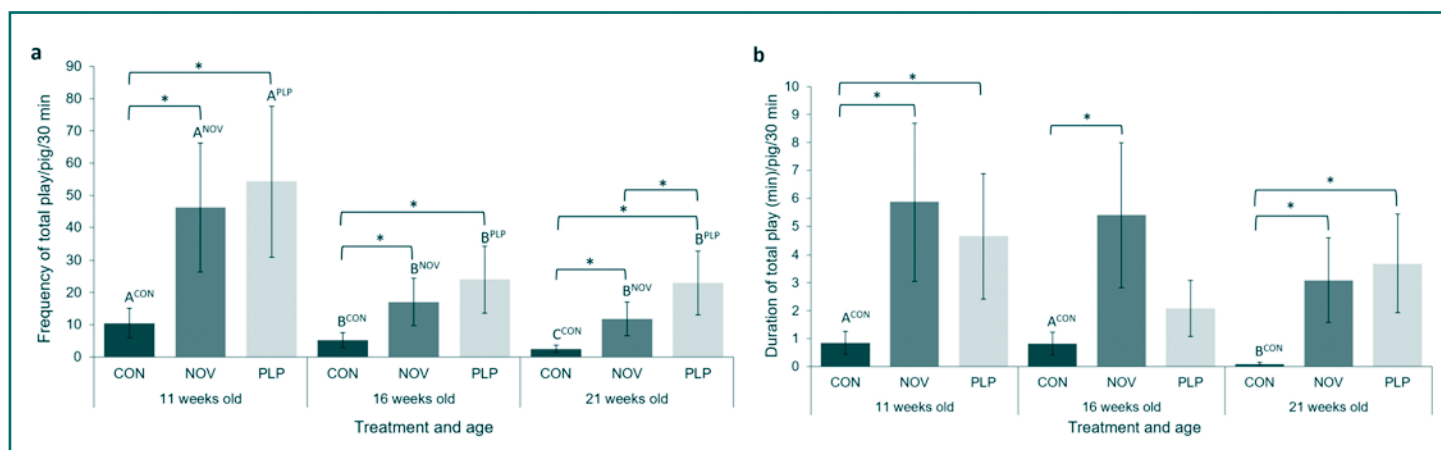 a
Frequency of total play/pig/30 min
90
80
70
60
50
40
30
20
10
0
*
*
A^CON
A^NOV
A^PLP
*
*
B^CON
B^NOV
B^PLP
*
*
*
C^CON
B^NOV
B^PLP
CON NOV PLP CON NOV PLP CON NOV PLP
11 weeks old 16 weeks old 21 weeks old
Treatment and age
b
Duration of total play (min)/pig/30 min
10
9
8
7
6
5
4
3
2
1
0
*
*
A^CON
*
A^CON
*
*
B^CON
CON NOV PLP CON NOV PLP CON NOV PLP
11 weeks old 16 weeks old 21 weeks old
Treatment and age